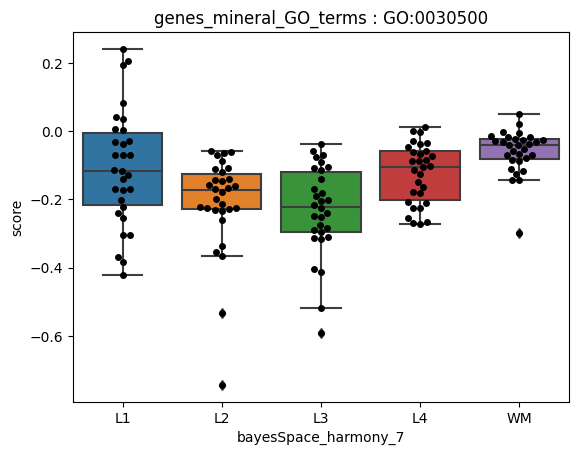 genes_mineral_GO_terms : GO:0030500
0.2
0.0
−0.2
−0.4
−0.6
score
L1 L2 L3 L4 WM
bayesSpace_harmony_7